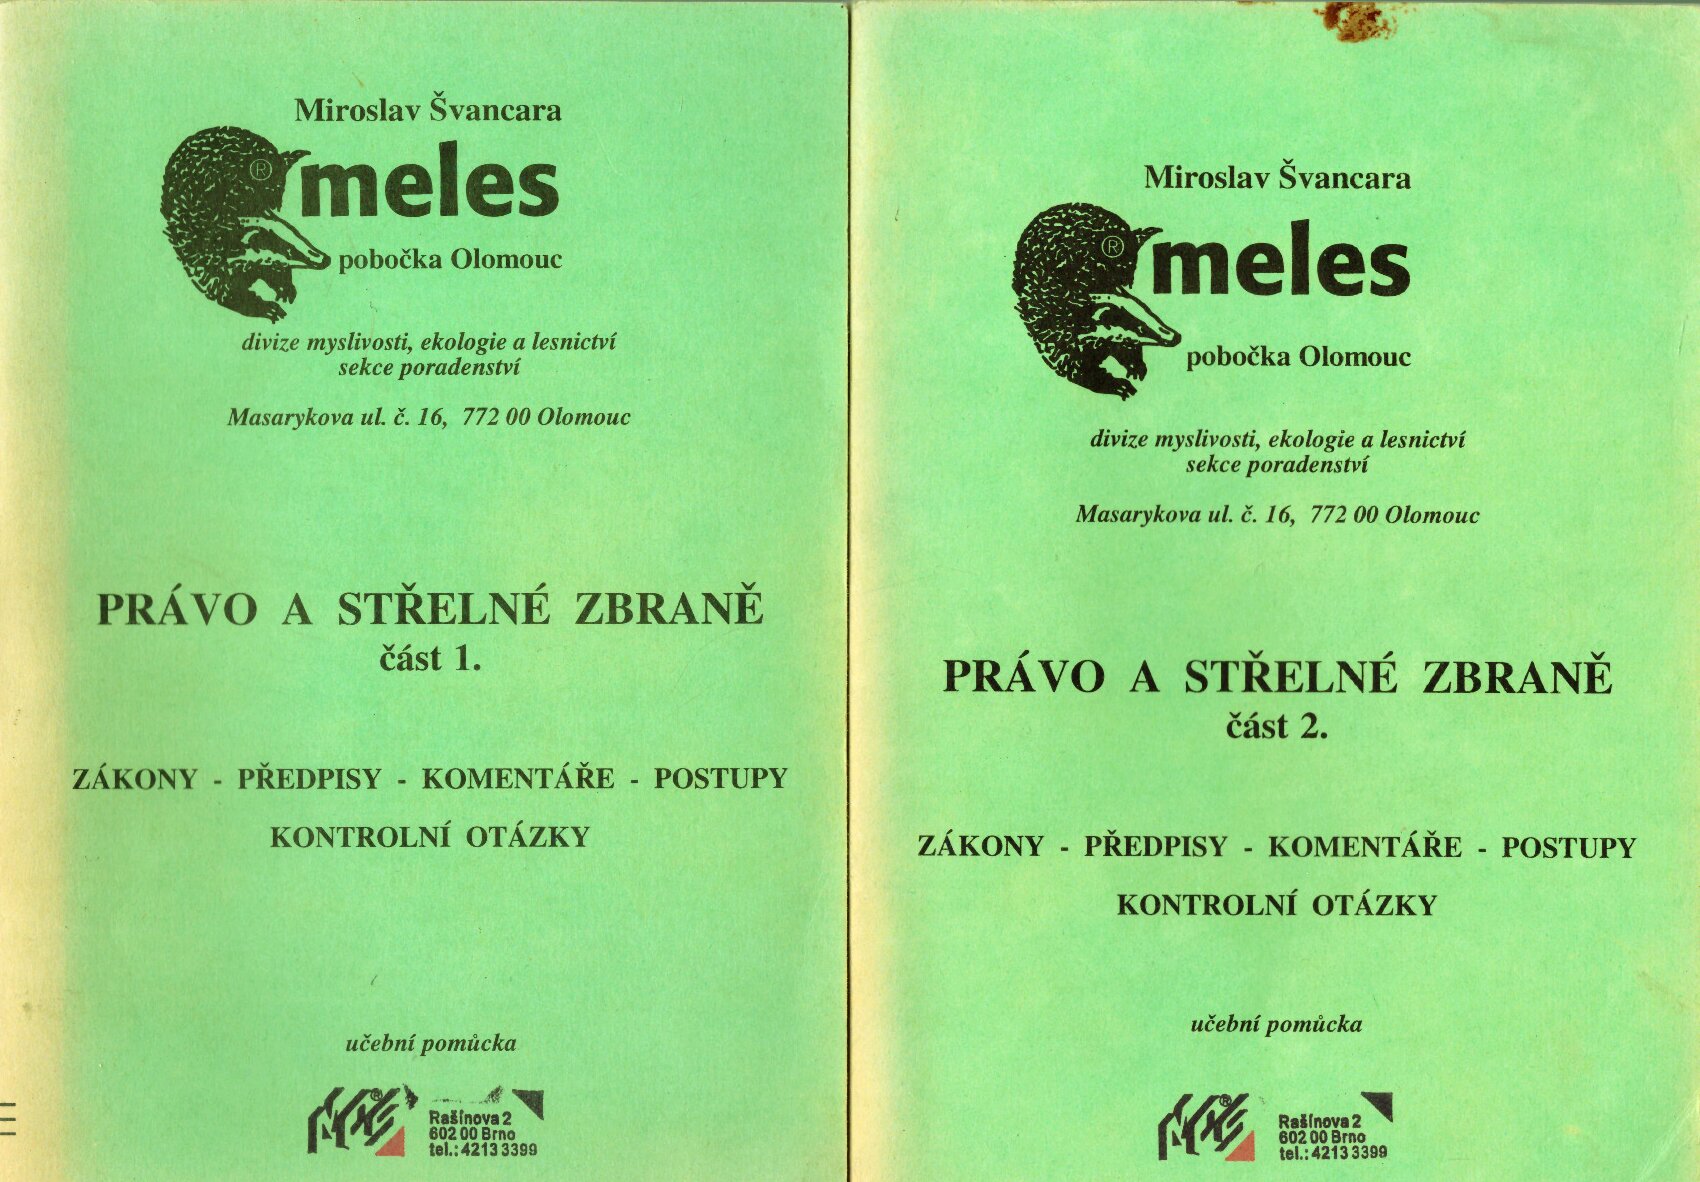 Miroslav Švancara
® meles
pobočka Olomouc
divize myslivosti, ekologie a lesnictví
sekce poradenství
Masarykova ul. č. 16, 772 00 Olomouc
PRÁVO A STŘELNÉ ZBRANĚ
část 1.
ZÁKONY - PŘEDPISY - KOMENTÁŘE - POSTUPY
KONTROLNÍ OTÁZKY
učební pomůcka
®
Rašínova 2
602 00 Brno
tel.: 4213 3399
Miroslav Švancara
® meles
pobočka Olomouc
divize myslivosti, ekologie a lesnictví
sekce poradenství
Masarykova ul. č. 16, 772 00 Olomouc
PRÁVO A STŘELNÉ ZBRANĚ
část 2.
ZÁKONY - PŘEDPISY - KOMENTÁŘE - POSTUPY
KONTROLNÍ OTÁZKY
učební pomůcka
®
Rašínova 2
602 00 Brno
tel.: 4213 3399